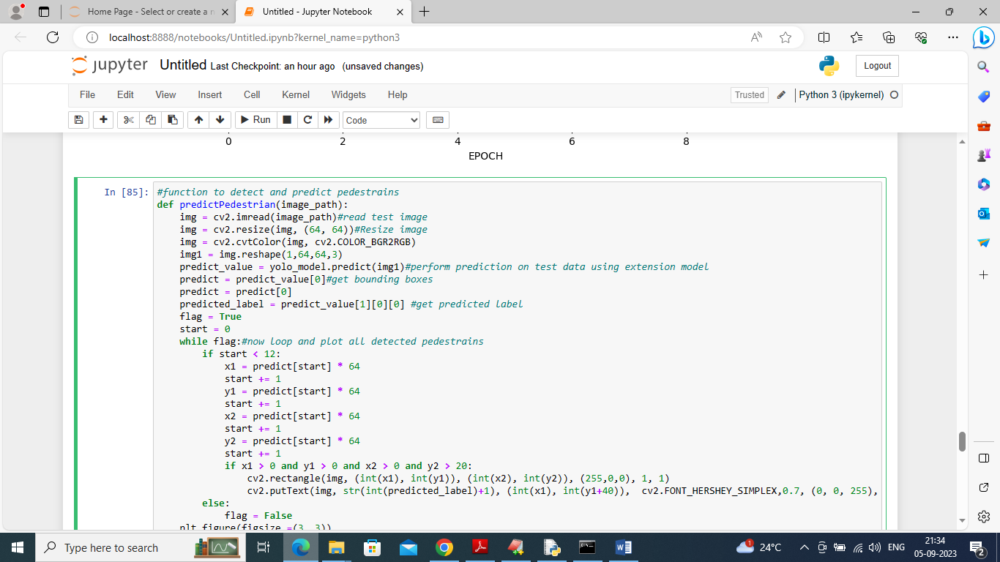 Home Page - Select or create a n
Untitled - Jupyter Notebook
localhost:8888/notebooks/Untitled.ipynb?kernel_name=python3
jupyter Untitled Last Checkpoint: an hour ago (unsaved changes)
Logout
File Edit View Insert Cell Kernel Widgets Help
Trusted
Python 3 (ipykernel)
Run
Code
0 2 4 6 8
EPOCH
In [85]:
#function to detect and predict pedestrains
def predictPedestrian(image_path):
    img = cv2.imread(image_path)#read test image
    img = cv2.resize(img, (64, 64))#Resize image
    img = cv2.cvtColor(img, cv2.COLOR_BGR2RGB)
    img1 = img.reshape(1,64,64,3)
    predict_value = yolo_model.predict(img1)#perform prediction on test data using extension model
    predict = predict_value[0]#get bounding boxes
    predict = predict[0]
    predicted_label = predict_value[1][0][0] #get predicted label
    flag = True
    start = 0
    while flag:#now loop and plot all detected pedestrains
        if start < 12:
            x1 = predict[start] * 64
            start += 1
            y1 = predict[start] * 64
            start += 1
            x2 = predict[start] * 64
            start += 1
            y2 = predict[start] * 64
            start += 1
            if x1 > 0 and y1 > 0 and x2 > 0 and y2 > 20:
                cv2.rectangle(img, (int(x1), int(y1)), (int(x2), int(y2)), (255,0,0), 1, 1)
                cv2.putText(img, str(int(predicted_label)+1), (int(x1), int(y1+40)),  cv2.FONT_HERSHEY_SIMPLEX,0.7, (0, 0, 255),
        else:
            flag = False
    plt.figure(figsize =(3, 3))
Type here to search
1
24°C
ENG
21:34
05-09-2023
2